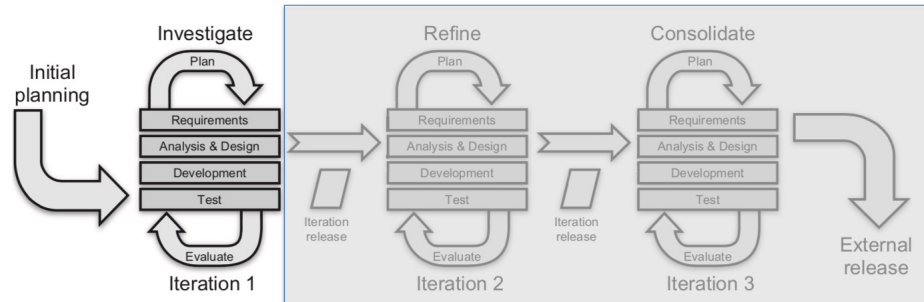 Initial
planning
Investigate
Plan
Requirements
Analysis & Design
Development
Test
Evaluate
Iteration 1
Iteration
release
Refine
Plan
Requirements
Analysis & Design
Development
Test
Evaluate
Iteration 2
Iteration
release
Consolidate
Plan
Requirements
Analysis & Design
Development
Test
Evaluate
Iteration 3
External
release